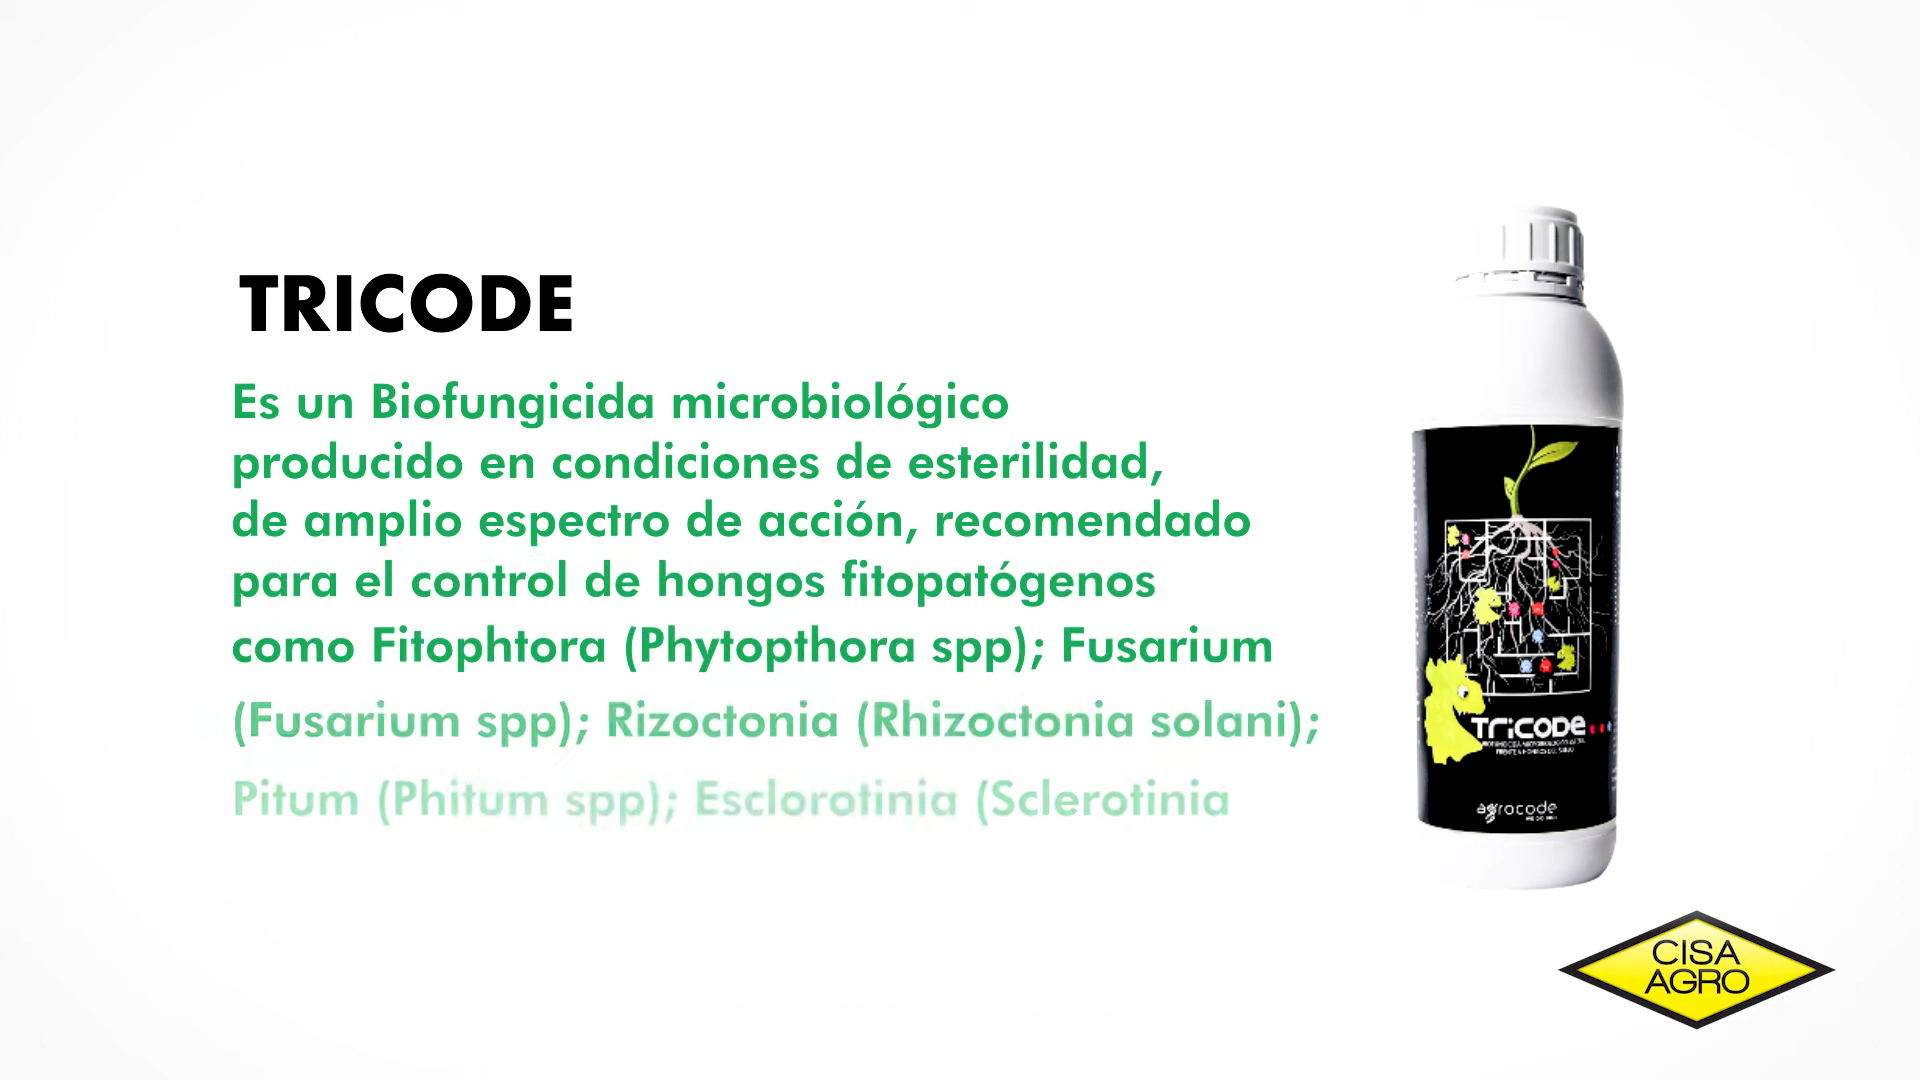 TRICODE
Es un Biofungicida microbiológico
producido en condiciones de esterilidad,
de amplio espectro de acción, recomendado
para el control de hongos fitopatógenos
como Fitophtora (Phytopthora spp); Fusarium
(Fusarium spp); Rizoctonia (Rhizoctonia solani);
Pitum (Phitum spp); Esclorotinia (Sclerotinia
TriCODE
agrocode
CISA
AGRO